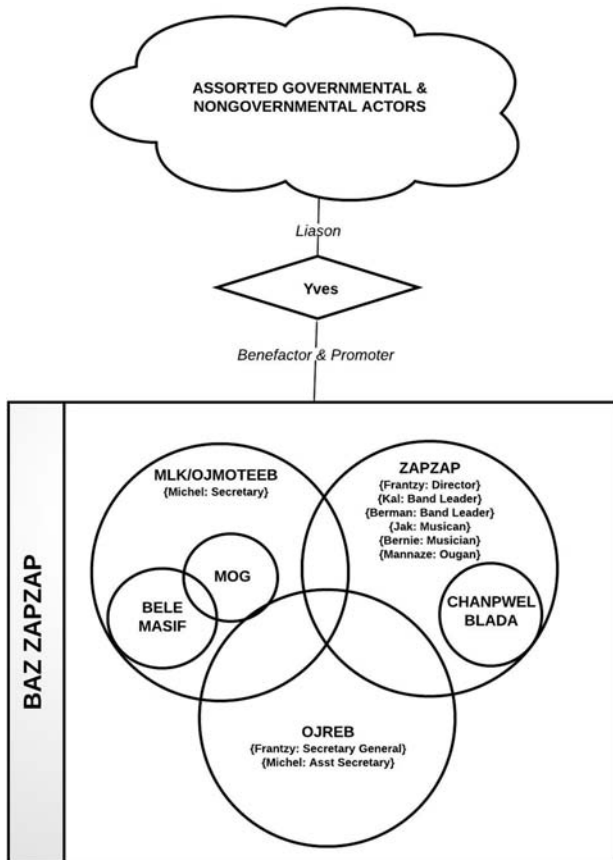 ASSORTED GOVERNMENTAL &
NONGOVERNMENTAL ACTORS
Liason
Yves
Benefactor & Promoter
BAZ ZAPZAP
MLK/OJMOTEEB
{Michel: Secretary}
MOG
BELE
MASIF
ZAPZAP
{Frantzy: Director}
{Kal: Band Leader}
{Berman: Band Leader}
{Jak: Musican}
{Bernie: Musician}
{Mannaze: Ougan}
CHANPWEL
BLADA
OJREB
{Frantzy: Secretary General}
{Michel: Asst Secretary}